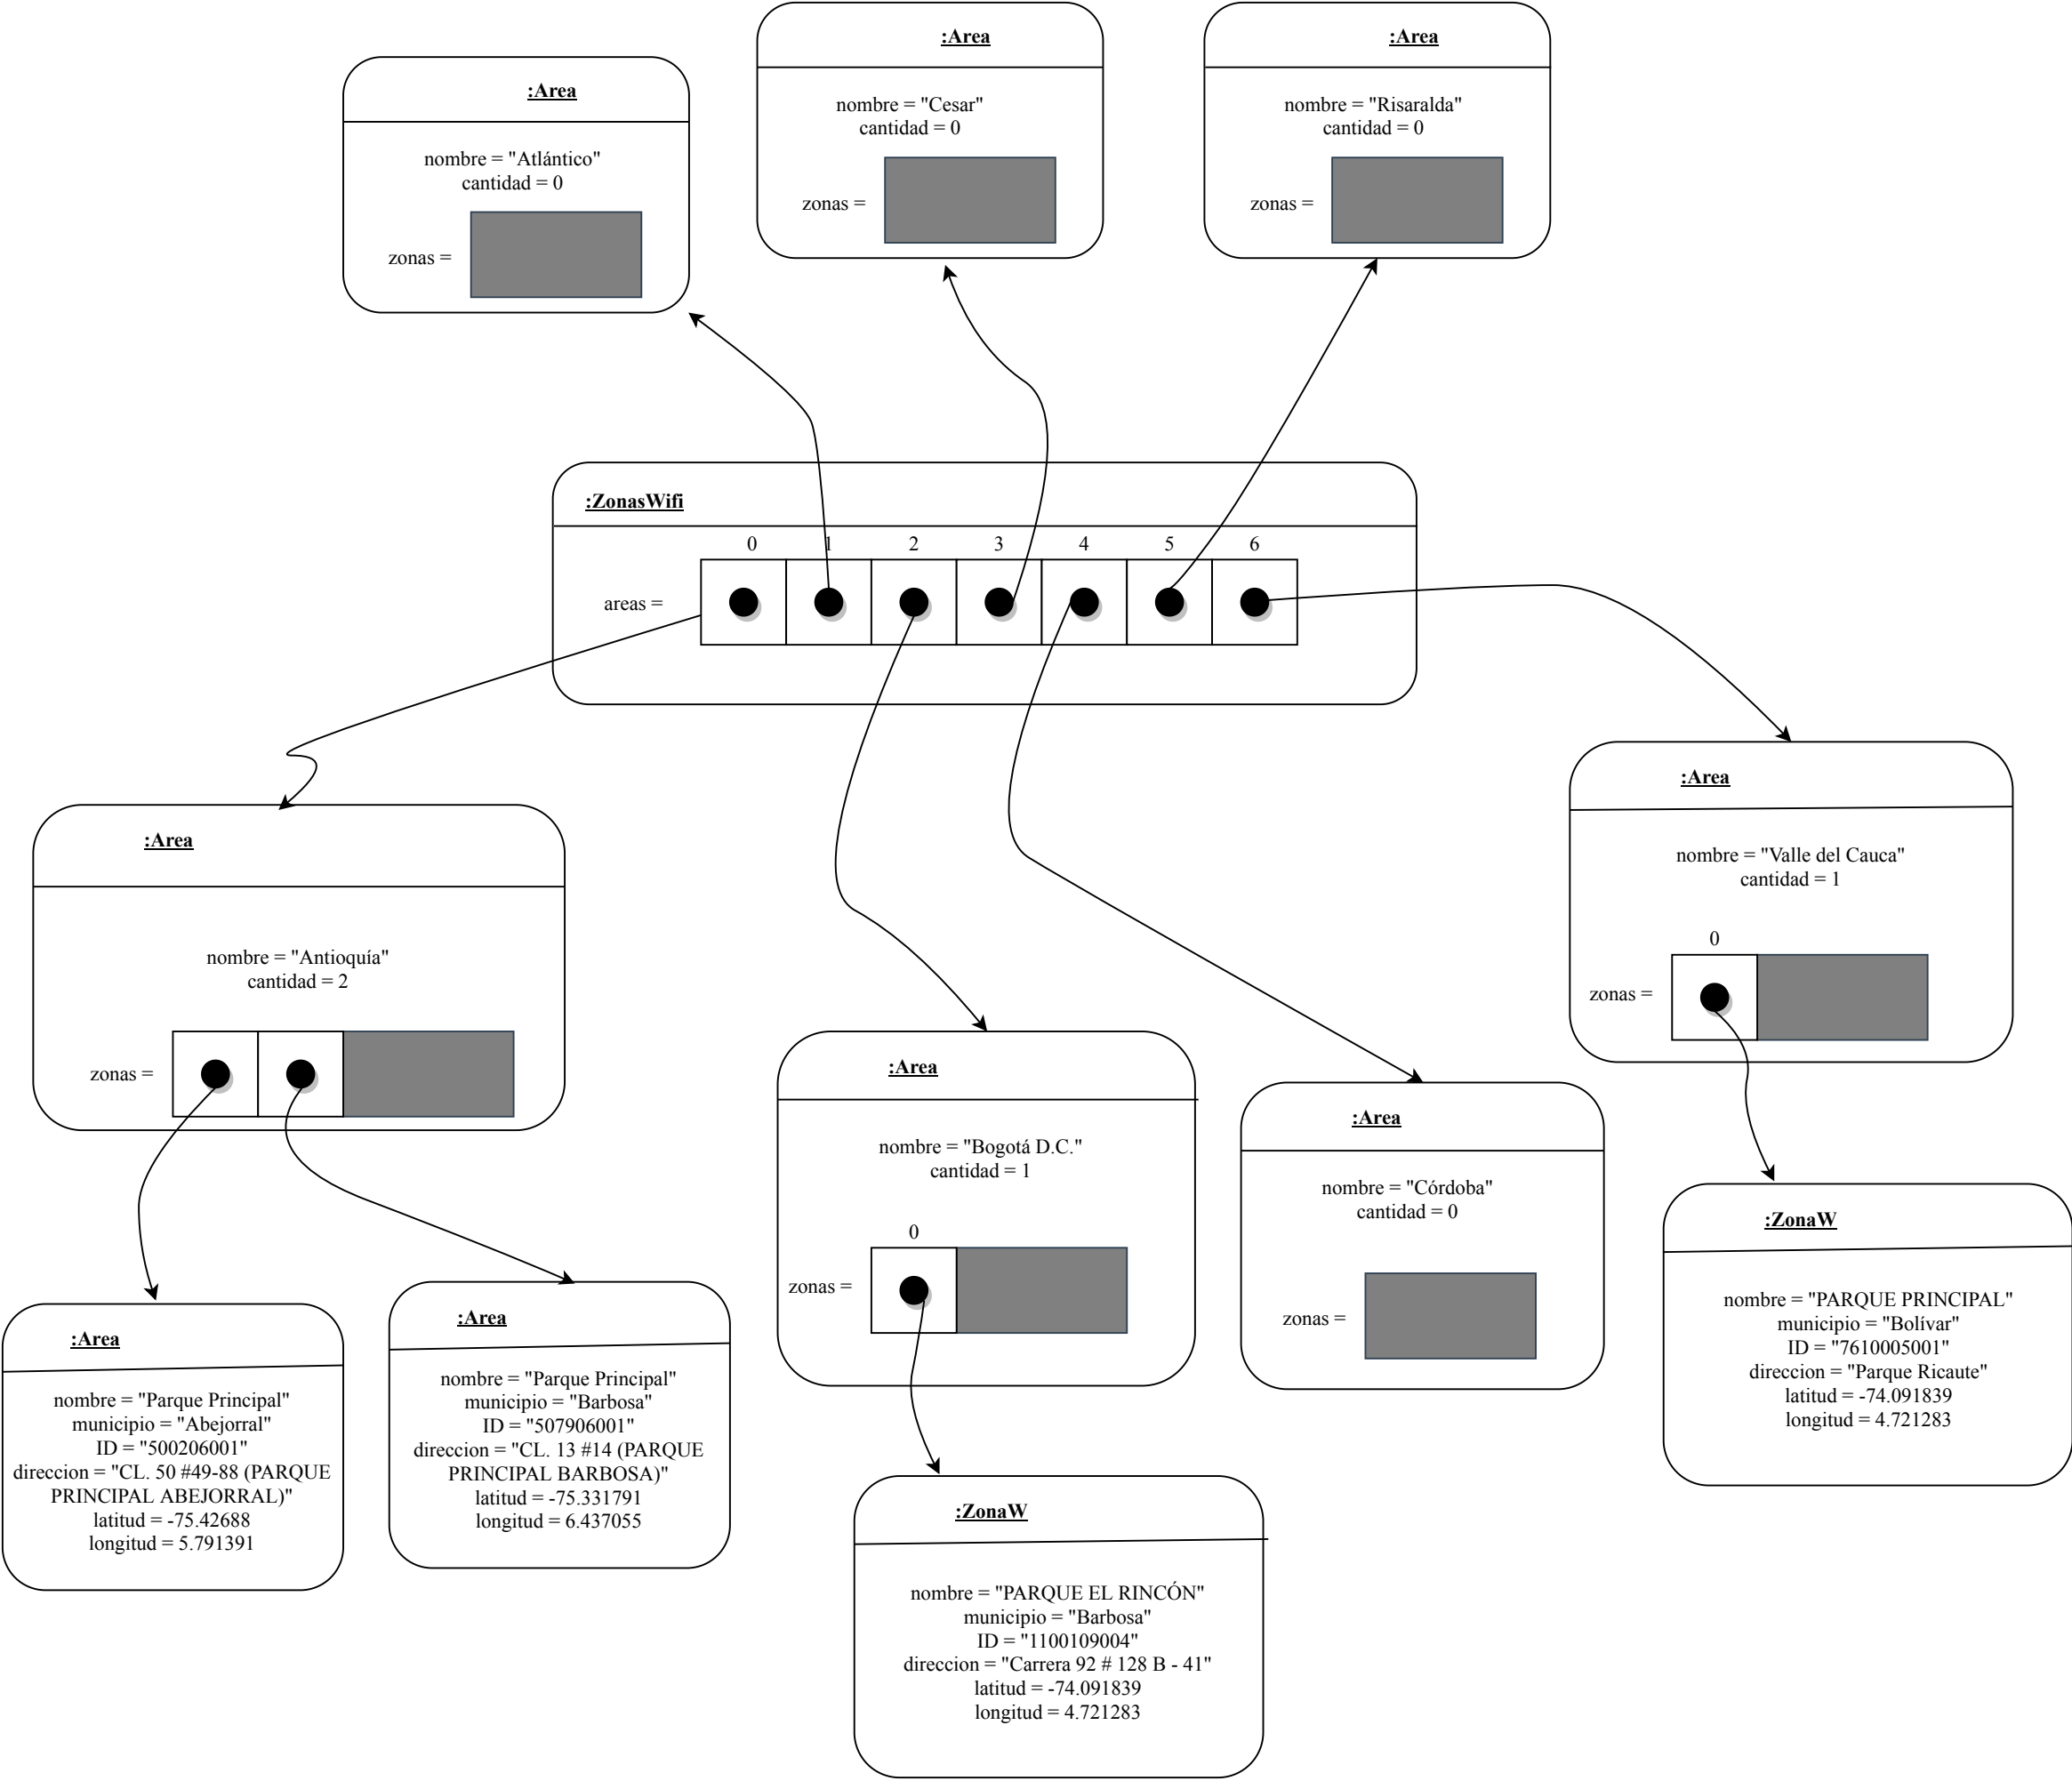 :Area
nombre = "Atlántico"
cantidad = 0
zonas =
:Area
nombre = "Cesar"
cantidad = 0
zonas =
:Area
nombre = "Risaralda"
cantidad = 0
zonas =
:ZonasWifi
0 1 2 3 4 5 6
areas =
:Area
nombre = "Antioquía"
cantidad = 2
zonas =
:Area
nombre = "Bogotá D.C."
cantidad = 1
0
zonas =
:Area
nombre = "Córdoba"
cantidad = 0
zonas =
:Area
nombre = "Valle del Cauca"
cantidad = 1
0
zonas =
:Area
nombre = "Parque Principal"
municipio = "Abejorral"
ID = "500206001"
direccion = "CL. 50 #49-88 (PARQUE
PRINCIPAL ABEJORRAL)"
latitud = -75.42688
longitud = 5.791391
:Area
nombre = "Parque Principal"
municipio = "Barbosa"
ID = "507906001"
direccion = "CL. 13 #14 (PARQUE
PRINCIPAL BARBOSA)"
latitud = -75.331791
longitud = 6.437055
:ZonaW
nombre = "PARQUE EL RINCÓN"
municipio = "Barbosa"
ID = "1100109004"
direccion = "Carrera 92 # 128 B - 41"
latitud = -74.091839
longitud = 4.721283
:ZonaW
nombre = "PARQUE PRINCIPAL"
municipio = "Bolívar"
ID = "7610005001"
direccion = "Parque Ricaute"
latitud = -74.091839
longitud = 4.721283